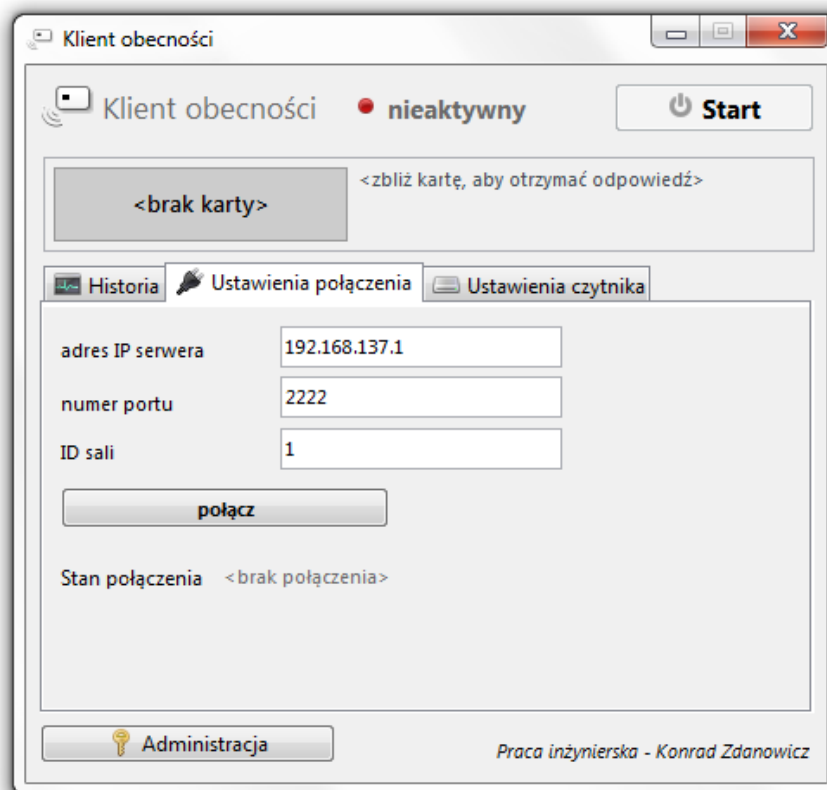 Klient obecności
Klient obecności
nieaktywny
Start
<brak karty>
<zbliż kartę, aby otrzymać odpowiedź>
Historia
Ustawienia połączenia
Ustawienia czytnika
adres IP serwera
192.168.137.1
numer portu
2222
ID sali
1
połącz
Stan połączenia
<brak połączenia>
Administracja
Praca inżynierska - Konrad Zdanowicz